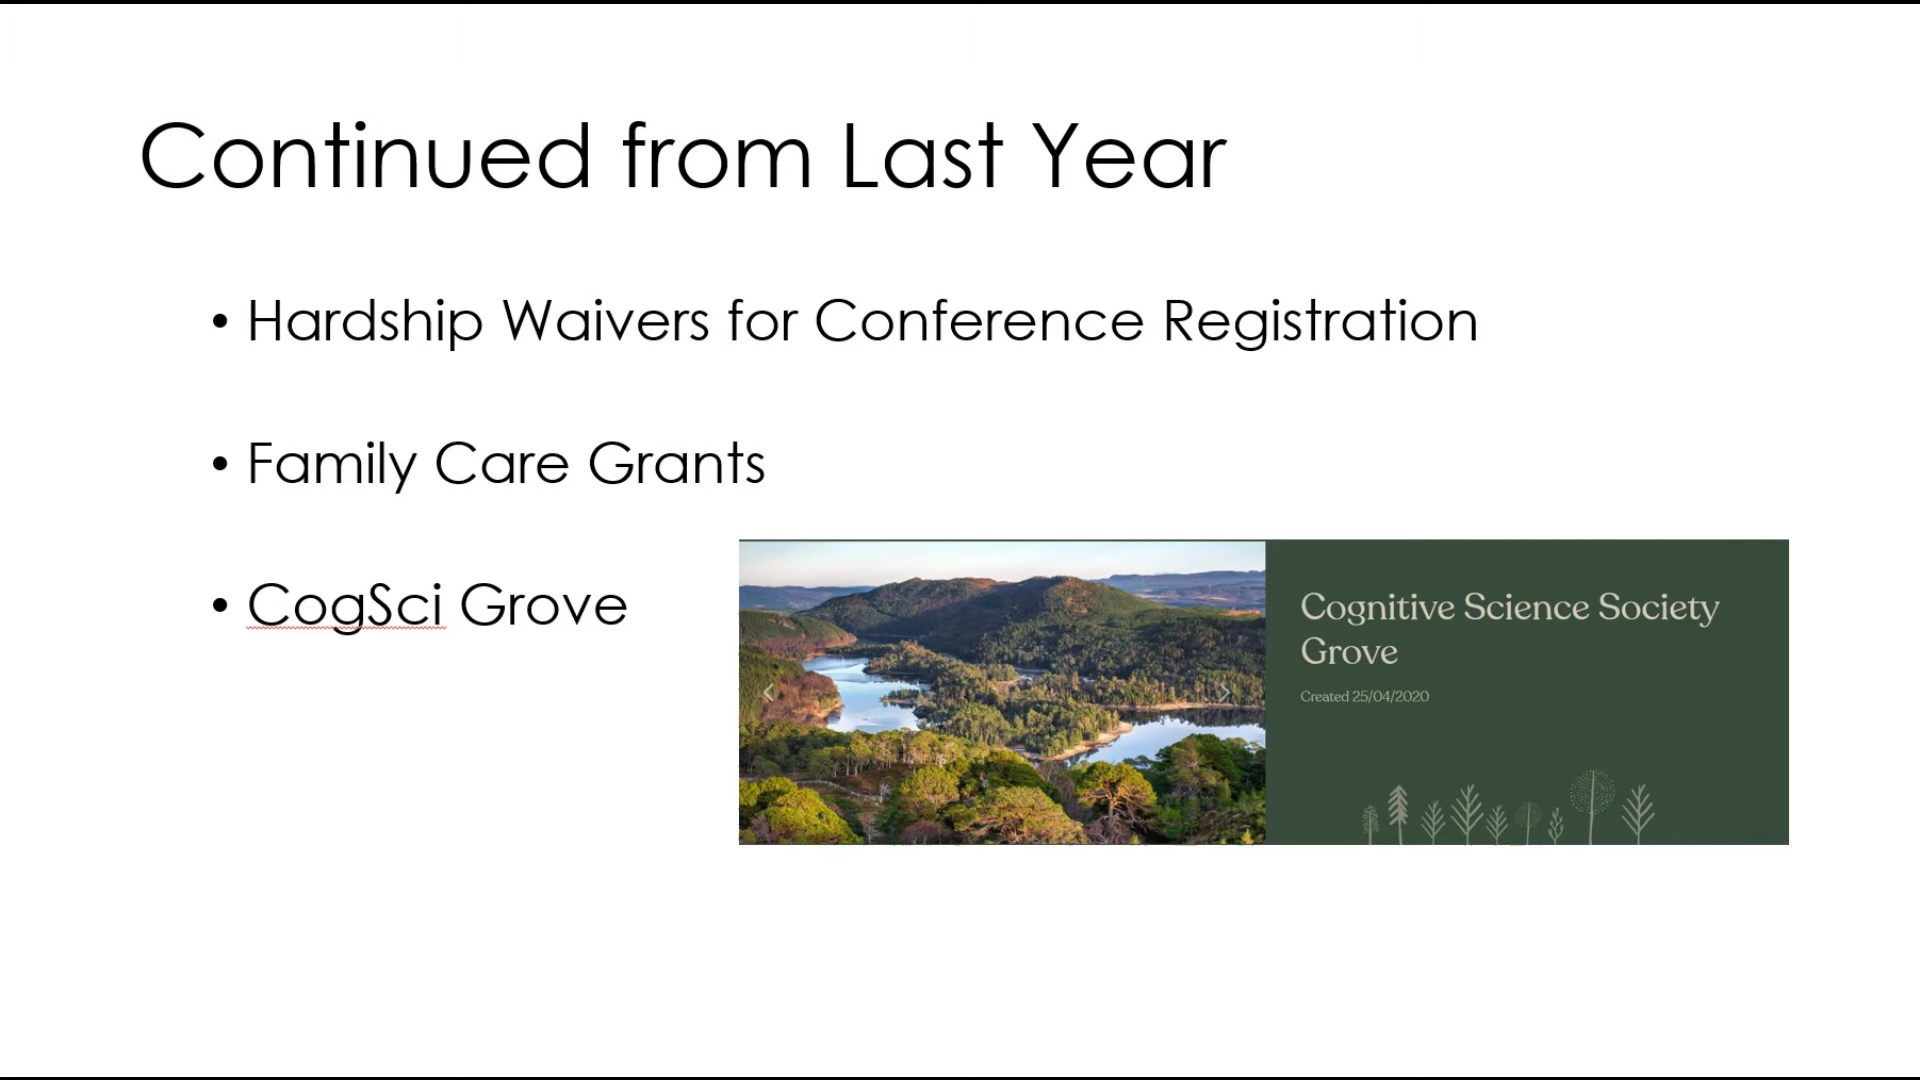 Continued from Last Year
• Hardship Waivers for Conference Registration
• Family Care Grants
• CogSci Grove
Cognitive Science Society
Grove
Created 25/04/2020